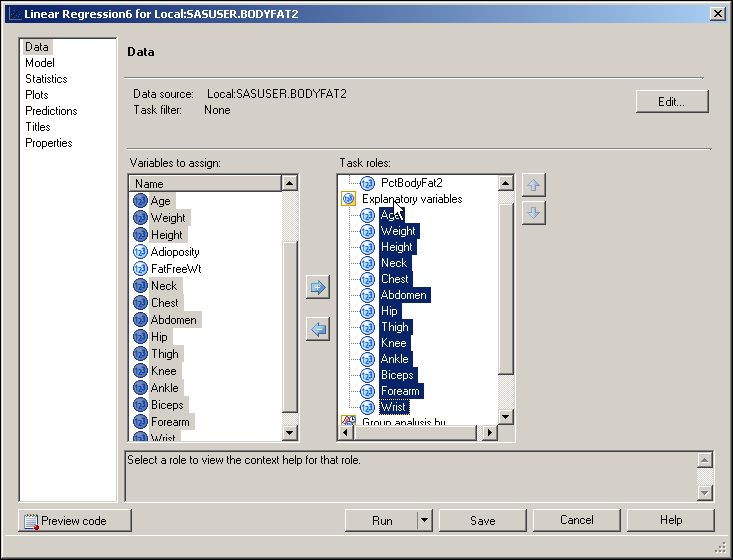 Linear Regression6 for Local:SASUSER.BODYFAT2
Data
Model
Statistics
Plots
Predictions
Titles
Properties
Data
Data source: Local:SASUSER.BODYFAT2
Task filter: None
Edit...
Variables to assign:
Name
Age
Weight
Height
Adioposity
FatFreeWt
Neck
Chest
Abdomen
Hip
Thigh
Knee
Ankle
Biceps
Forearm
Wrist
Task roles:
PctBodyFat2
Explanatory variables
Age
Weight
Height
Neck
Chest
Abdomen
Hip
Thigh
Knee
Ankle
Biceps
Forearm
Wrist
Group analysis by
Select a role to view the context help for that role.
Preview code
Run
Save
Cancel
Help